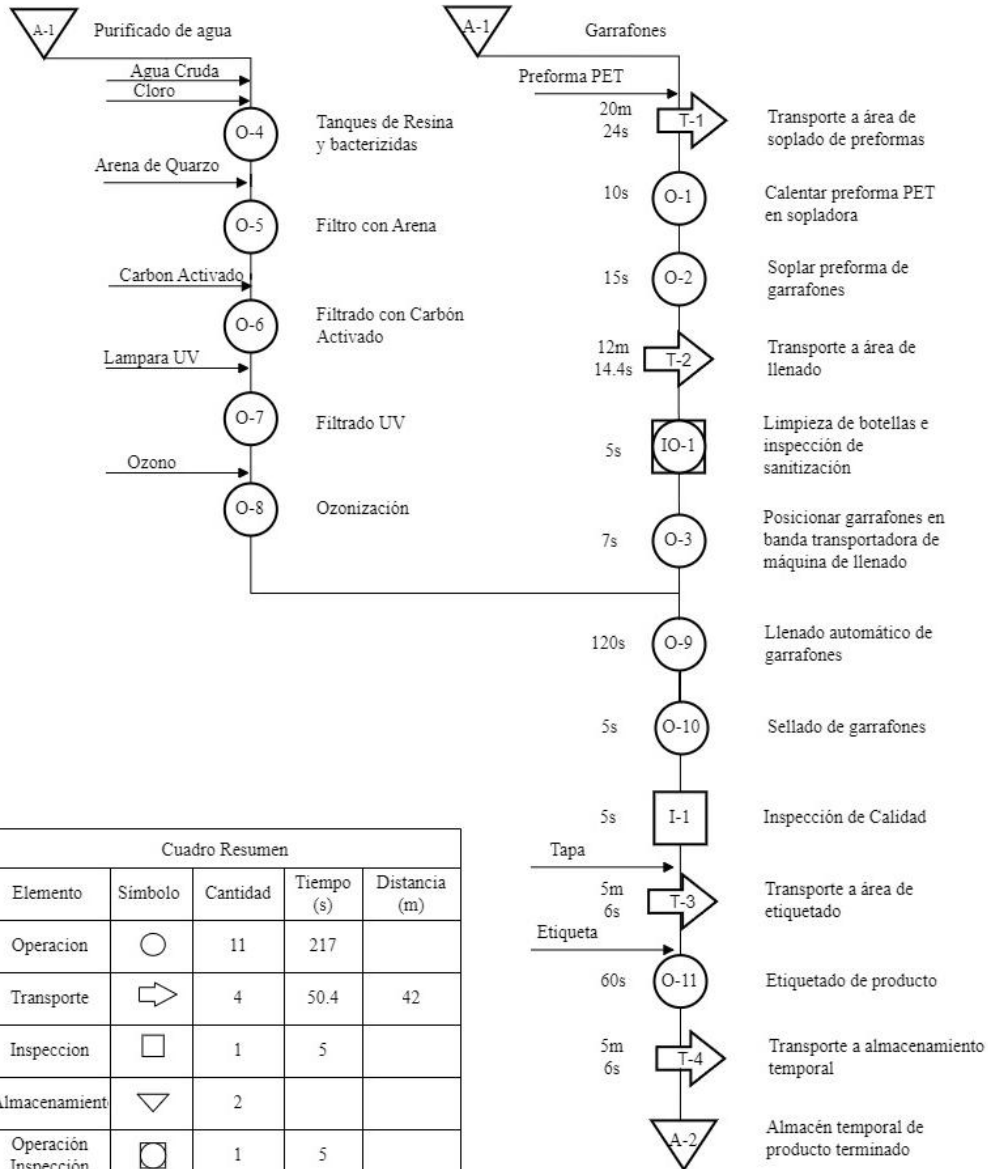 A-1
Purificado de agua
Agua Cruda
Cloro
O-4
Tanques de Resina
y bacterizidas
Arena de Quarzo
O-5
Filtro con Arena
Carbon Activado
O-6
Filtrado con Carbón
Activado
Lampara UV
O-7
Filtrado UV
Ozono
O-8
Ozonización
A-1
Garrafones
Preforma PET
20m
24s
T-1
Transporte a área de
soplado de preformas
10s
O-1
Calentar preforma PET
en sopladora
15s
O-2
Soplar preforma de
garrafones
12m
14.4s
T-2
Transporte a área de
llenado
5s
IO-1
Limpieza de botellas e
inspección de
sanitización
7s
O-3
Posicionar garrafones en
banda transportadora de
máquina de llenado
120s
O-9
Llenado automático de
garrafones
5s
O-10
Sellado de garrafones
5s
I-1
Inspección de Calidad
Tapa
5m
6s
T-3
Transporte a área de
etiquetado
Etiqueta
60s
O-11
Etiquetado de producto
5m
6s
T-4
Transporte a almacenamiento
temporal
A-2
Almacén temporal de
producto terminado
Cuadro Resumen
Elemento Símbolo Cantidad Tiempo (s) Distancia (m)
Operacion 11 217
Transporte 4 50.4 42
Inspeccion 1 5
Almacenamient 2
Operación
Inspección 1 5